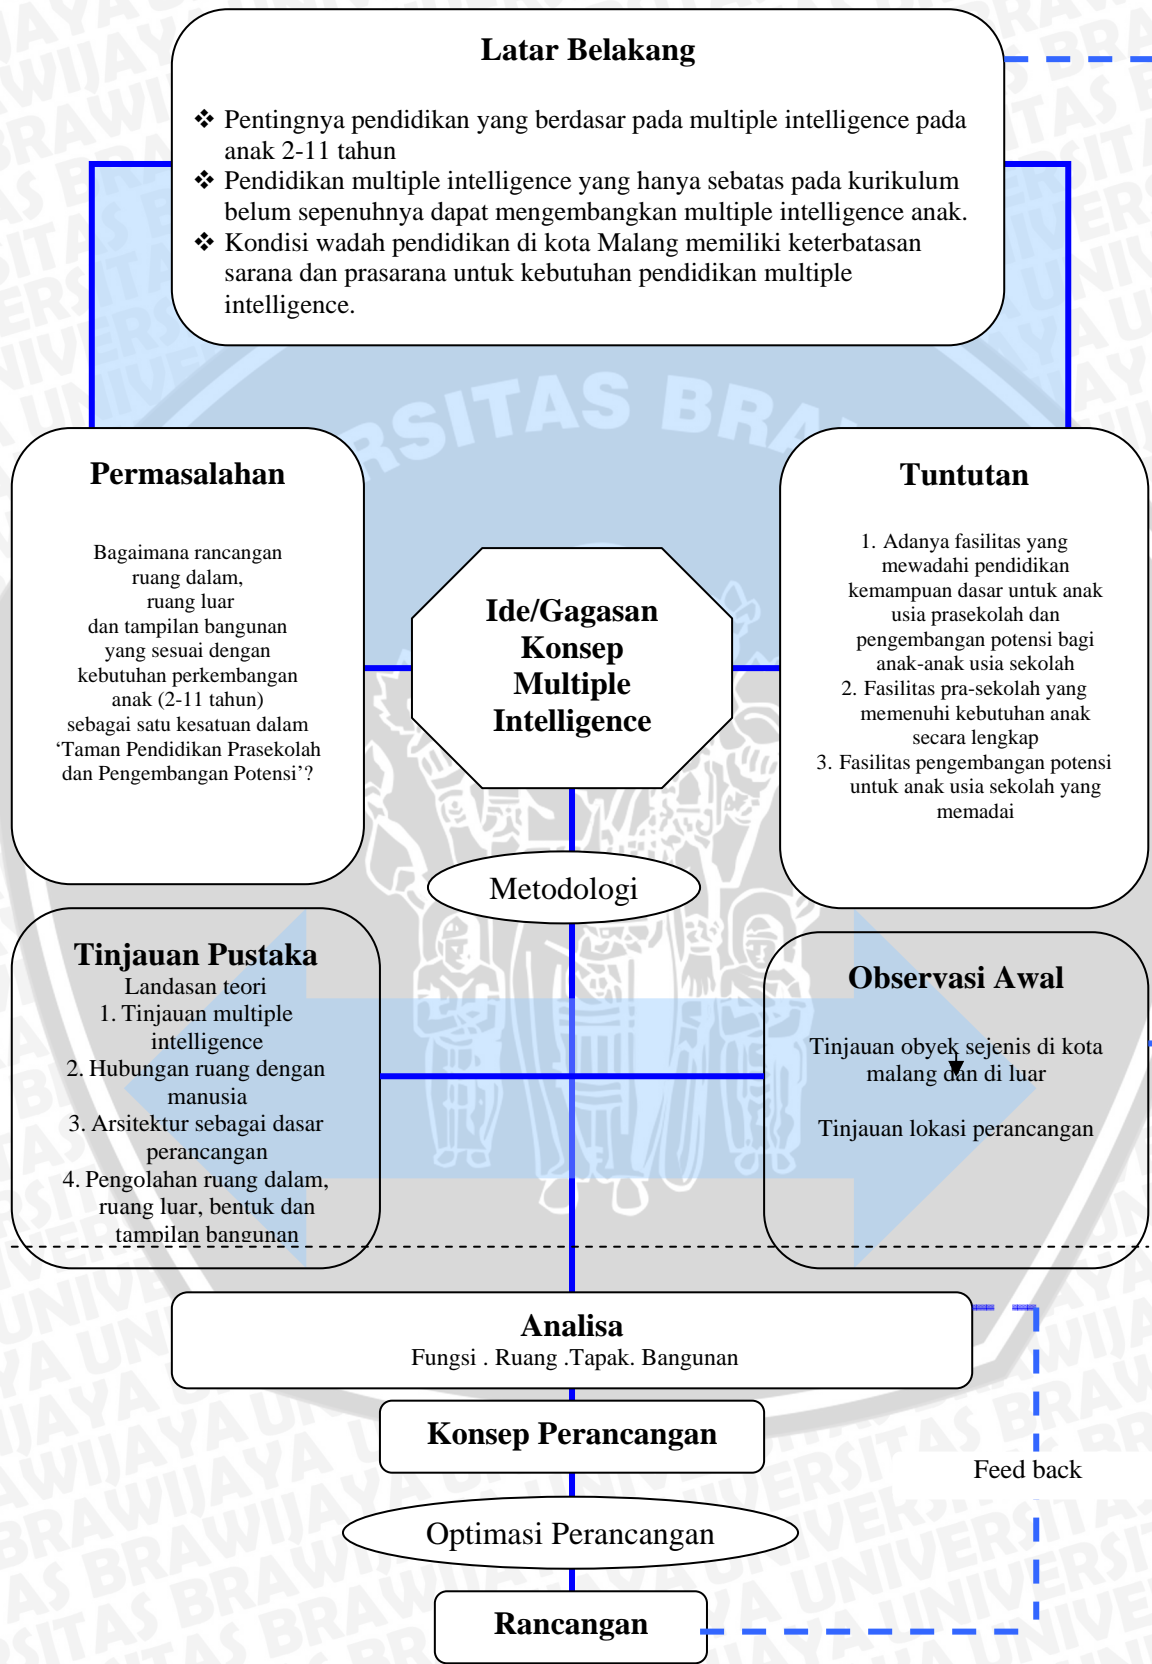 Latar Belakang
❖ Pentingnya pendidikan yang berdasar pada multiple intelligence pada
anak 2-11 tahun
❖ Pendidikan multiple intelligence yang hanya sebatas pada kurikulum
belum sepenuhnya dapat mengembangkan multiple intelligence anak.
❖ Kondisi wadah pendidikan di kota Malang memiliki keterbatasan
sarana dan prasarana untuk kebutuhan pendidikan multiple
intelligence.
Permasalahan
Bagaimana rancangan
ruang dalam,
ruang luar
dan tampilan bangunan
yang sesuai dengan
kebutuhan perkembangan
anak (2-11 tahun)
sebagai satu kesatuan dalam
‘Taman Pendidikan Prasekolah
dan Pengembangan Potensi’?
Ide/Gagasan
Konsep
Multiple
Intelligence
Tuntutan
1. Adanya fasilitas yang
mewadahi pendidikan
kemampuan dasar untuk anak
usia prasekolah dan
pengembangan potensi bagi
anak-anak usia sekolah
2. Fasilitas pra-sekolah yang
memenuhi kebutuhan anak
secara lengkap
3. Fasilitas pengembangan potensi
untuk anak usia sekolah yang
memadai
Metodologi
Tinjauan Pustaka
Landasan teori
1. Tinjauan multiple
intelligence
2. Hubungan ruang dengan
manusia
3. Arsitektur sebagai dasar
perancangan
4. Pengolahan ruang dalam,
ruang luar, bentuk dan
tampilan bangunan
Observasi Awal
Tinjauan obyek sejenis di kota
malang dan di luar
Tinjauan lokasi perancangan
Analisa
Fungsi . Ruang .Tapak. Bangunan
Konsep Perancangan
Feed back
Optimasi Perancangan
Rancangan